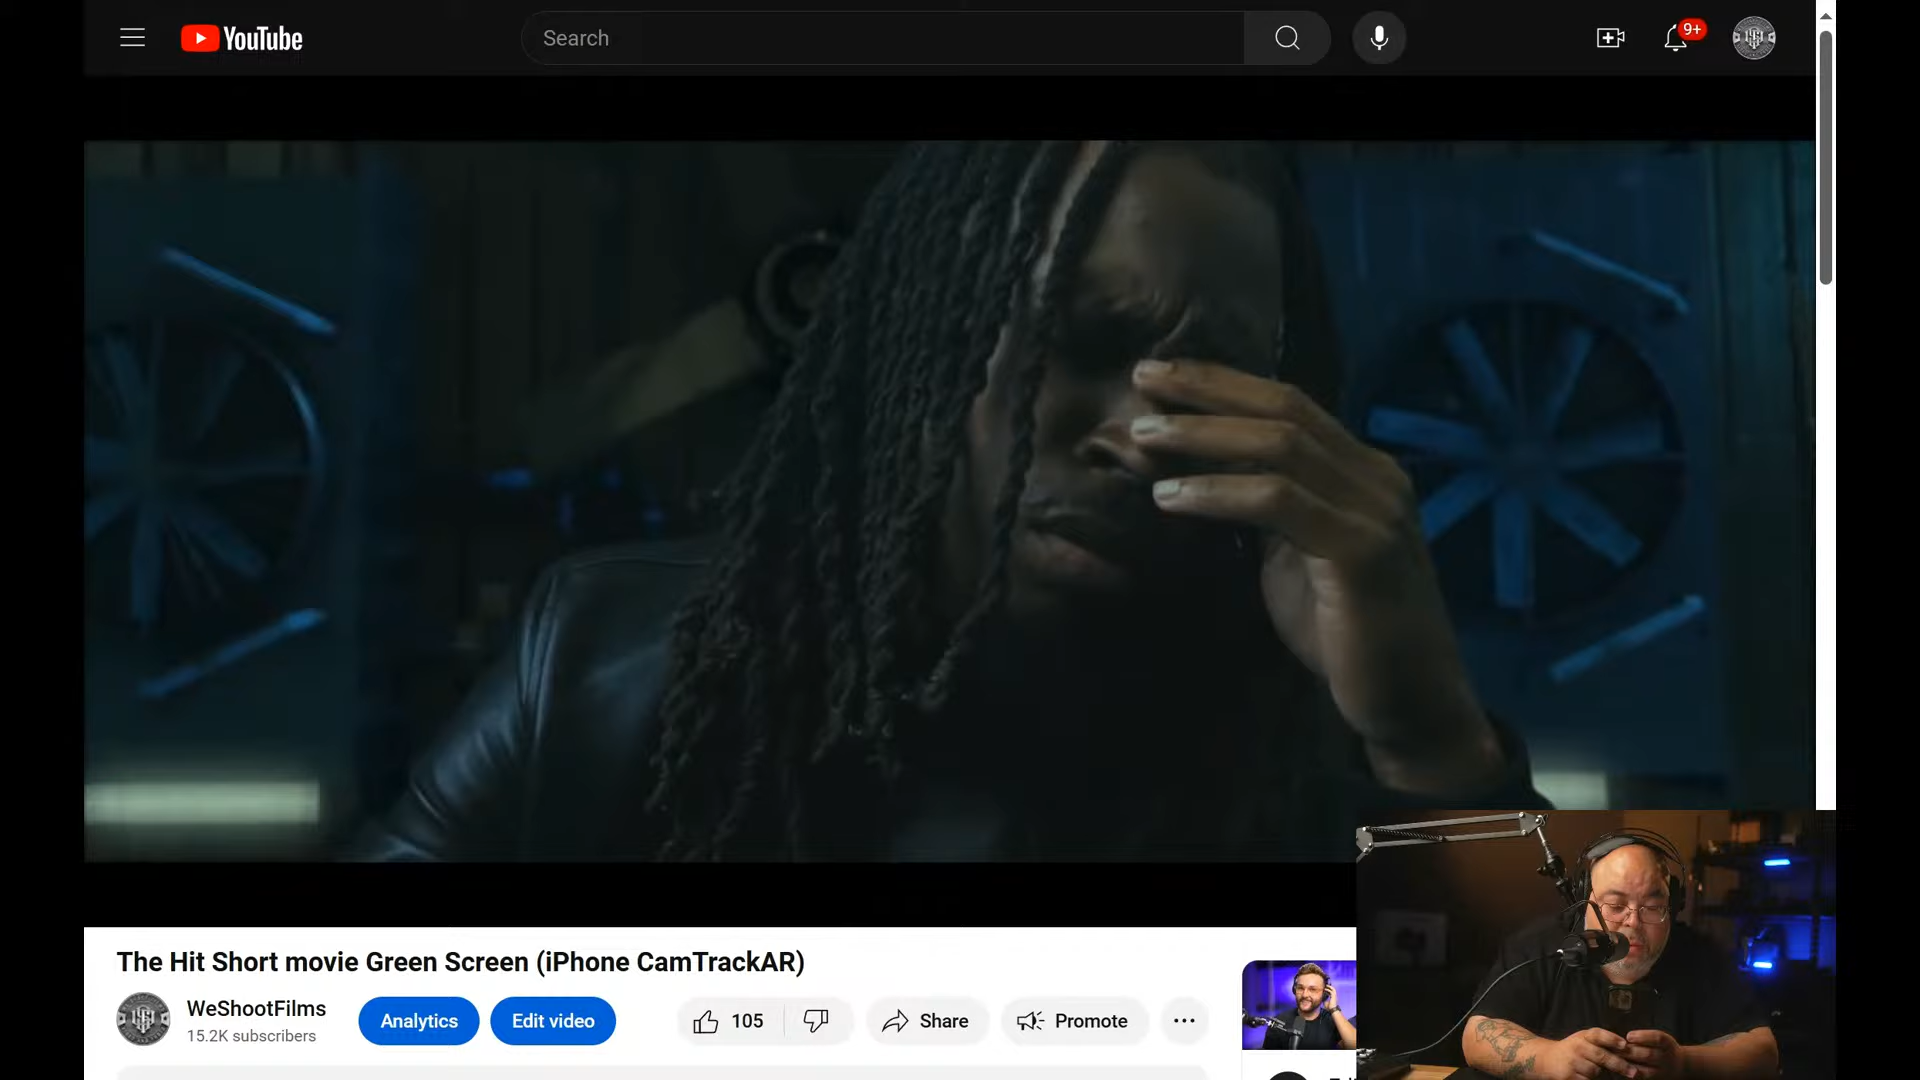 YouTube
Search
9+
The Hit Short movie Green Screen (iPhone CamTrackAR)
WeShootFilms
15.2K subscribers
Analytics
Edit video
105
Share
Promote